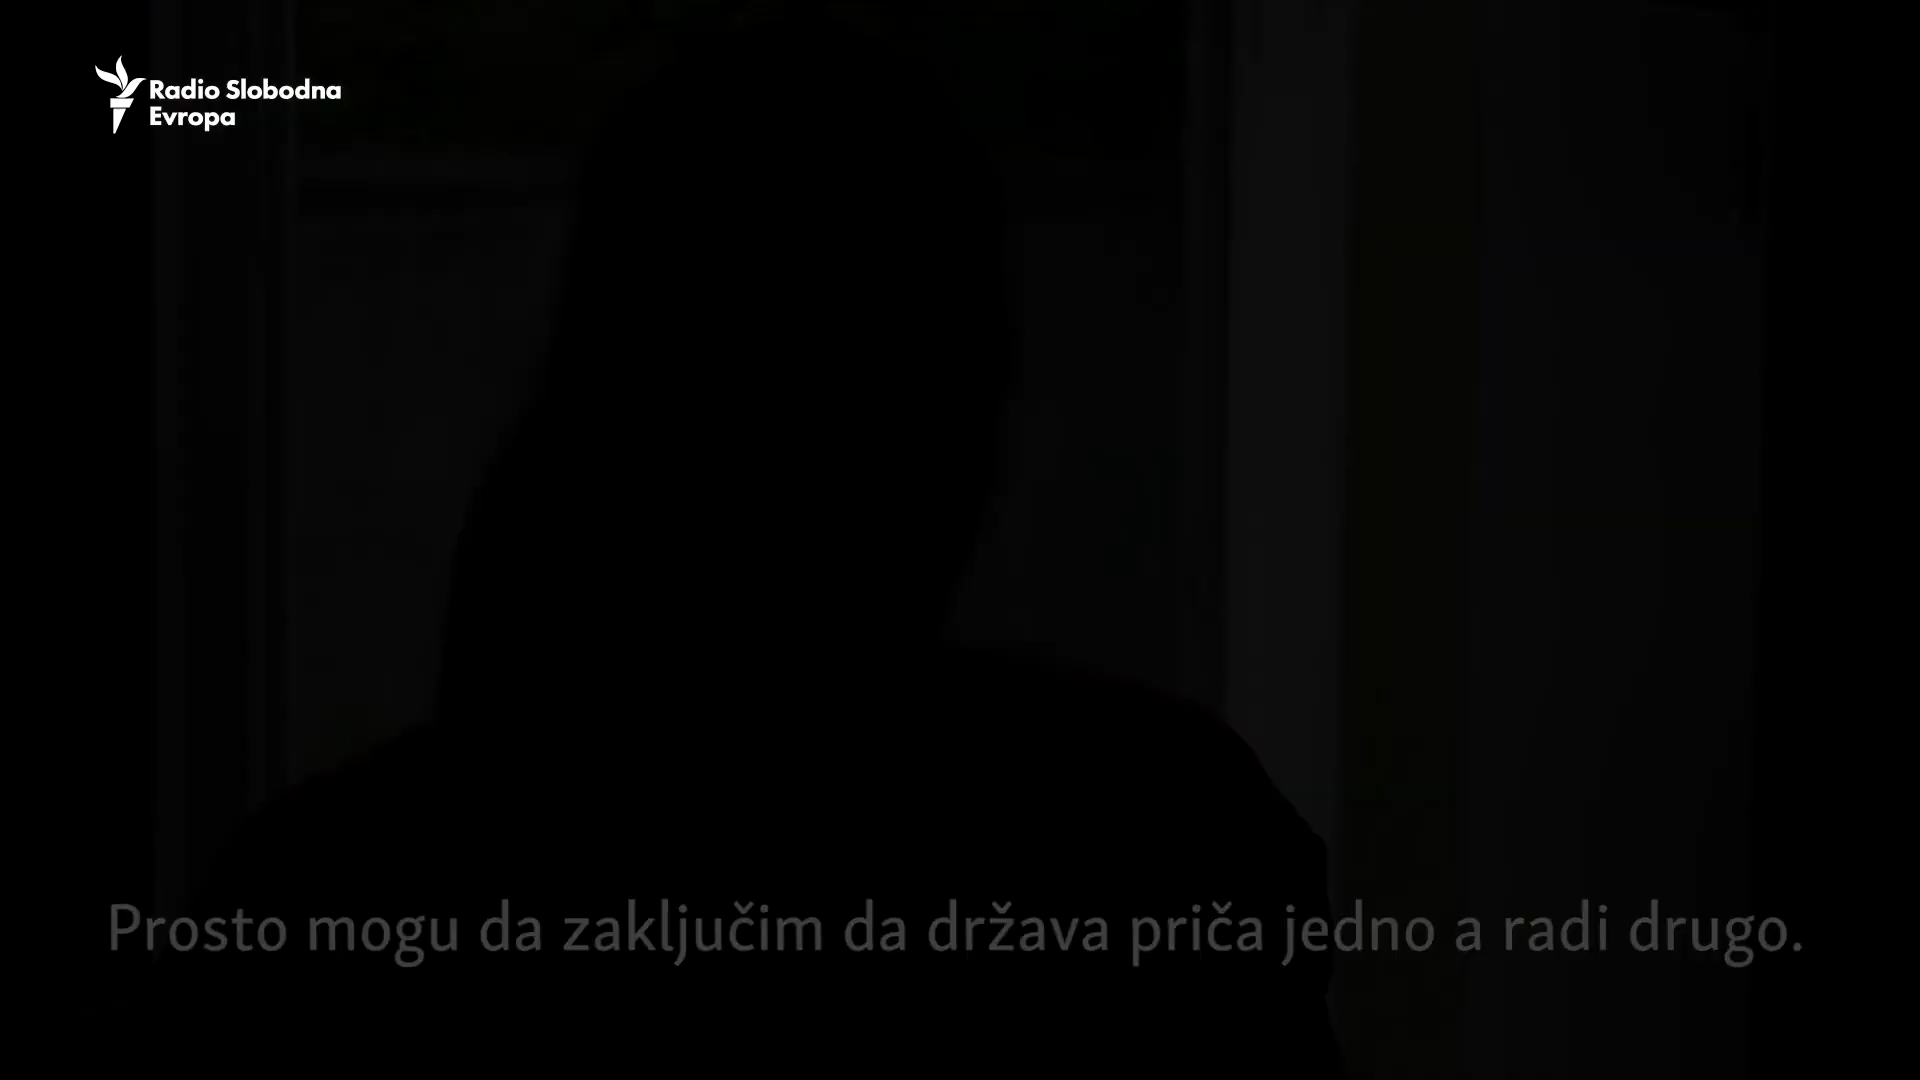 Radio Slobodna
Evropa
Prosto mogu da zaključim da država priča jedno a radi drugo.